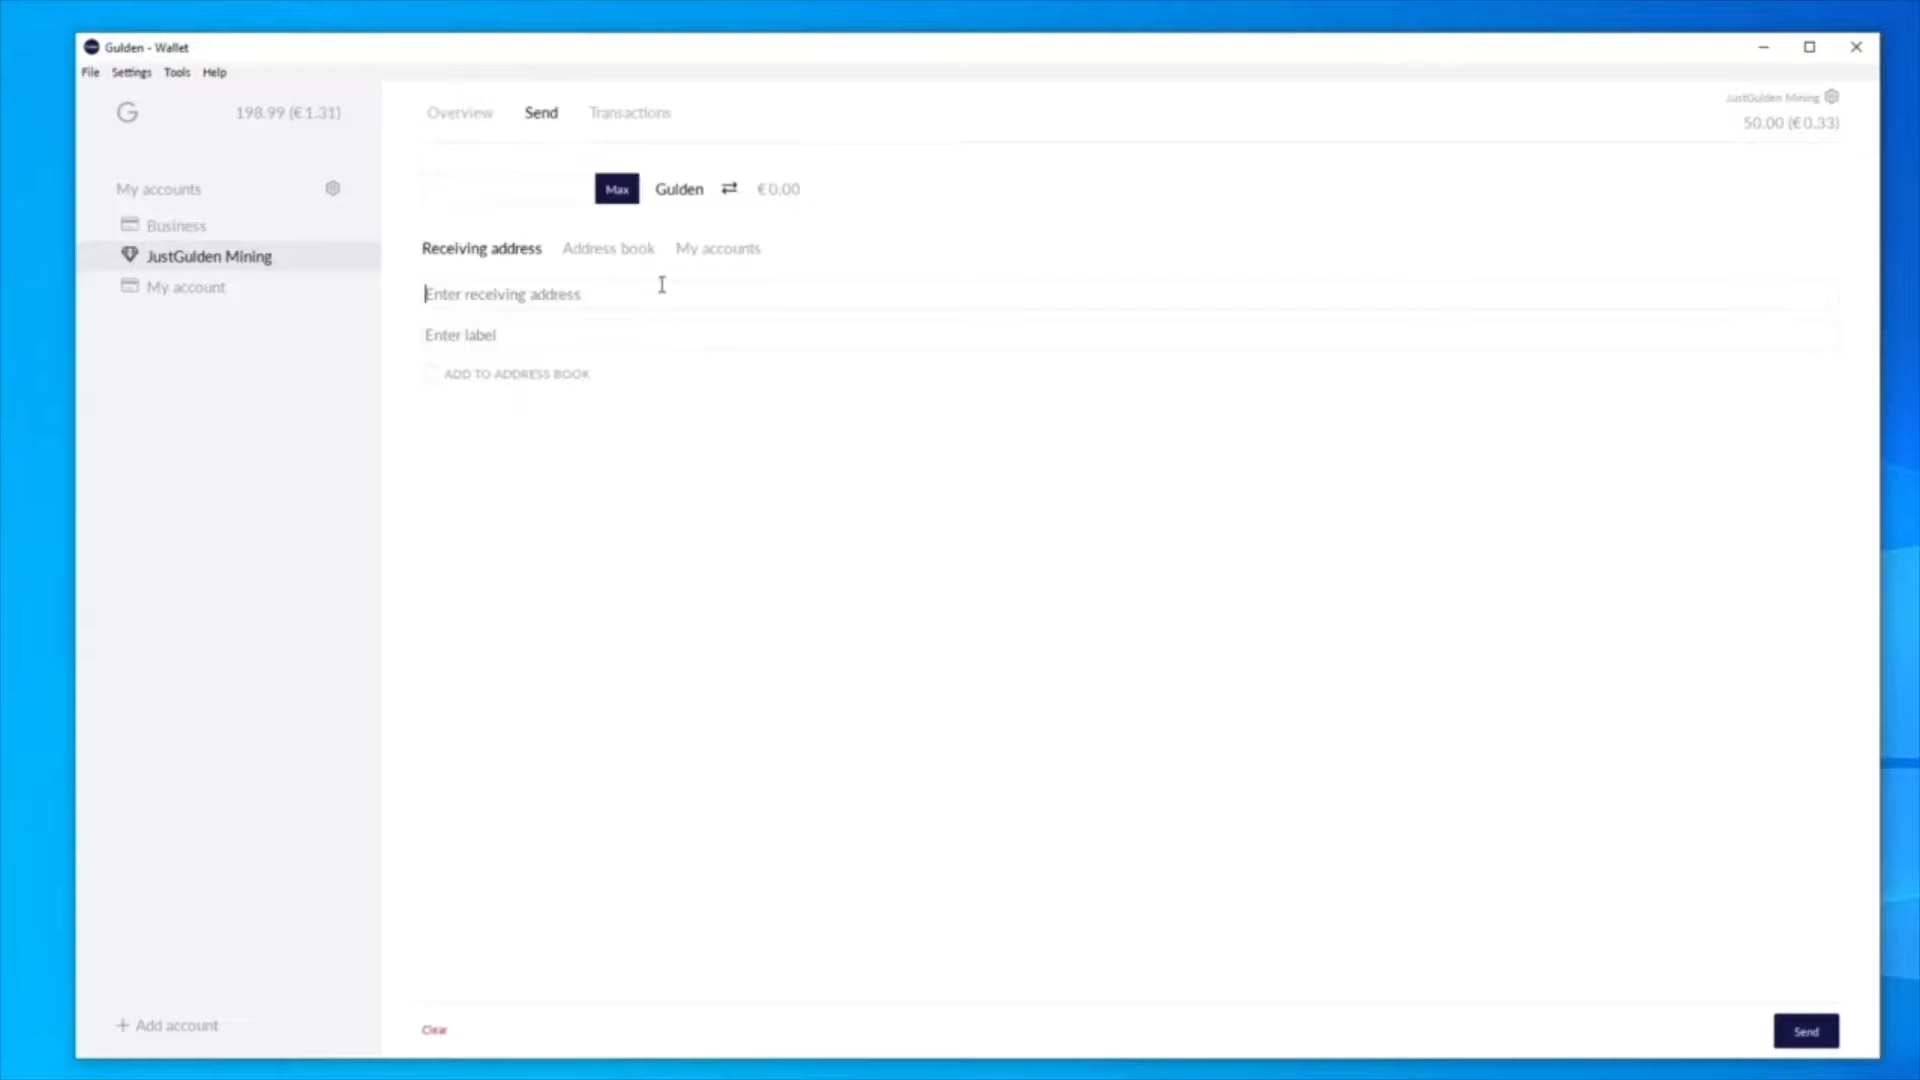 Gulden - Wallet
File Settings Tools Help
198.99 (€1.31)
My accounts
Business
JustGulden Mining
My account
+ Add account
Overview Send Transactions
JustGulden Mining
50.00 (€0.33)
Max Gulden €0.00
Receiving address Address book My accounts
Enter receiving address
Enter label
ADD TO ADDRESS BOOK
Clear
Send